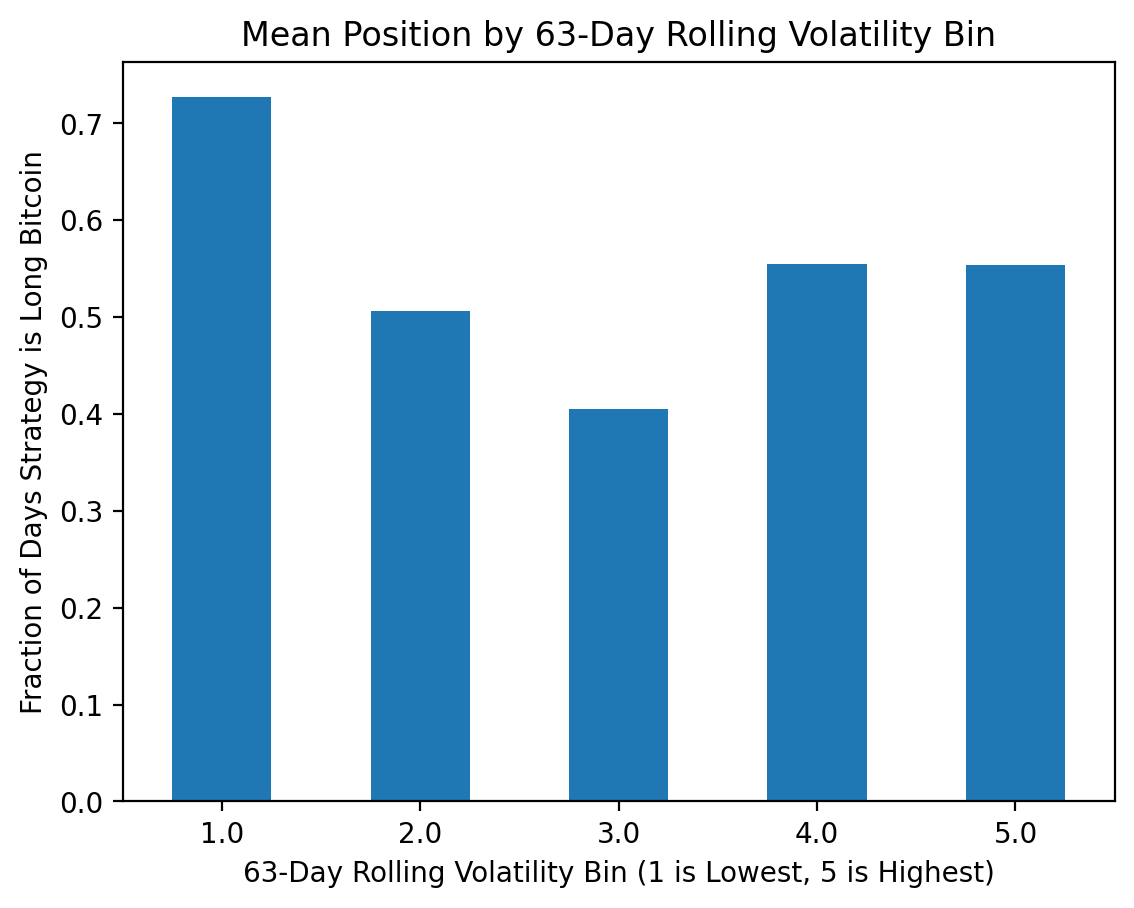 Mean Position by 63-Day Rolling Volatility Bin
Fraction of Days Strategy is Long Bitcoin
0.7
0.6
0.5
0.4
0.3
0.2
0.1
0.0
1.0 2.0 3.0 4.0 5.0
63-Day Rolling Volatility Bin (1 is Lowest, 5 is Highest)